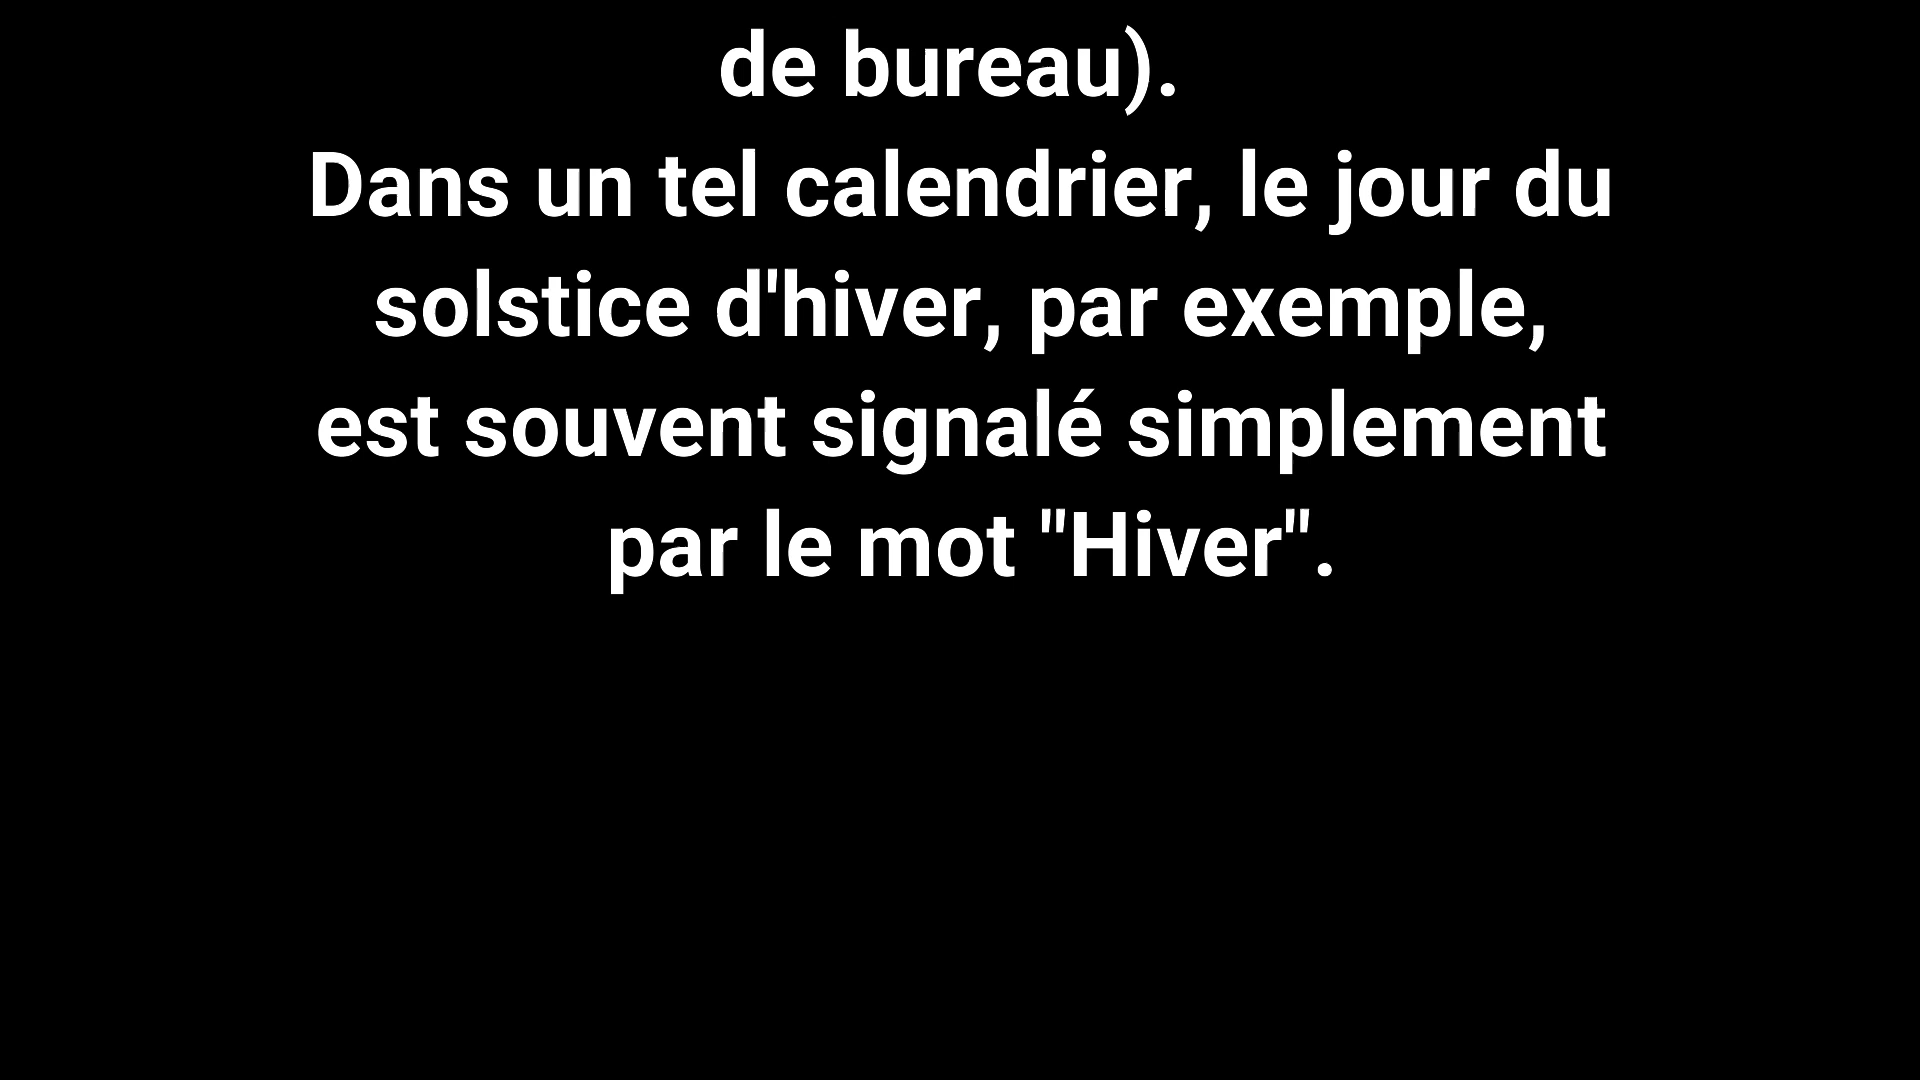 de bureau).
Dans un tel calendrier, le jour du
solstice d'hiver, par exemple,
est souvent signalé simplement
par le mot "Hiver".